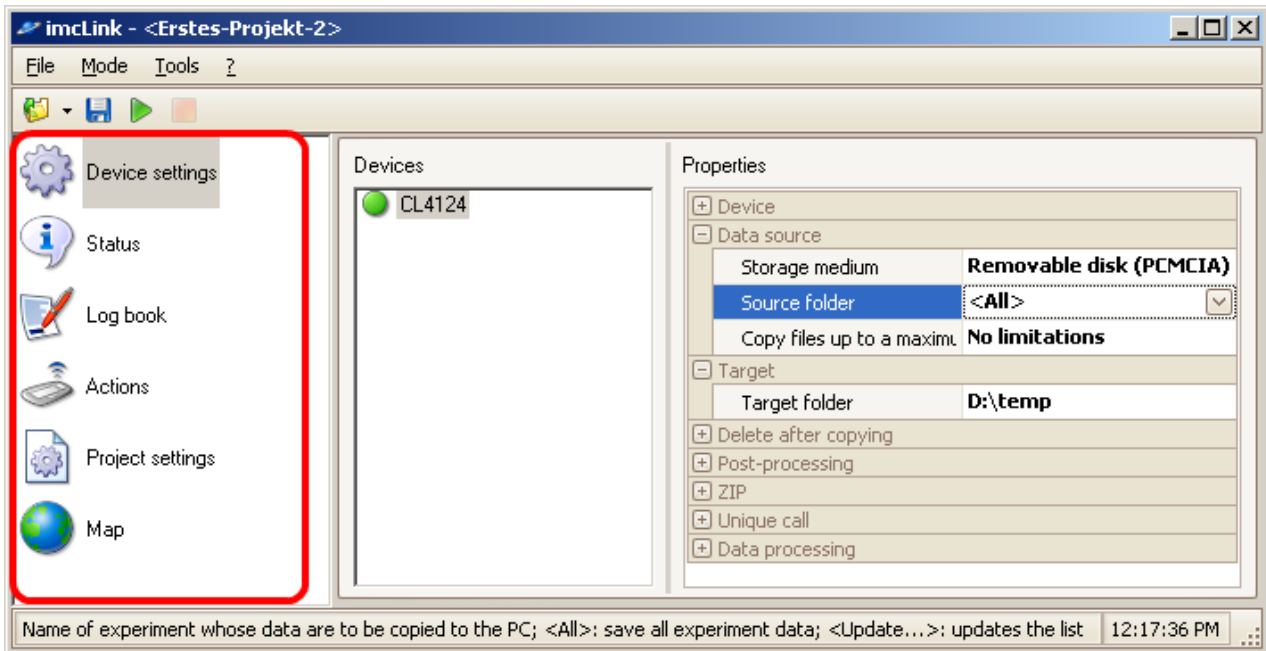 imcLink - <Erstes-Projekt-2>
File Mode Tools ?
Device settings
Status
Log book
Actions
Project settings
Map
Devices
CL4124
Properties
Device
Data source
Storage medium Removable disk (PCMCIA)
Source folder <All>
Copy files up to a maximu No limitations
Target
Target folder D:\temp
Delete after copying
Post-processing
ZIP
Unique call
Data processing
Name of experiment whose data are to be copied to the PC; <All>: save all experiment data; <Update...>: updates the list 12:17:36 PM